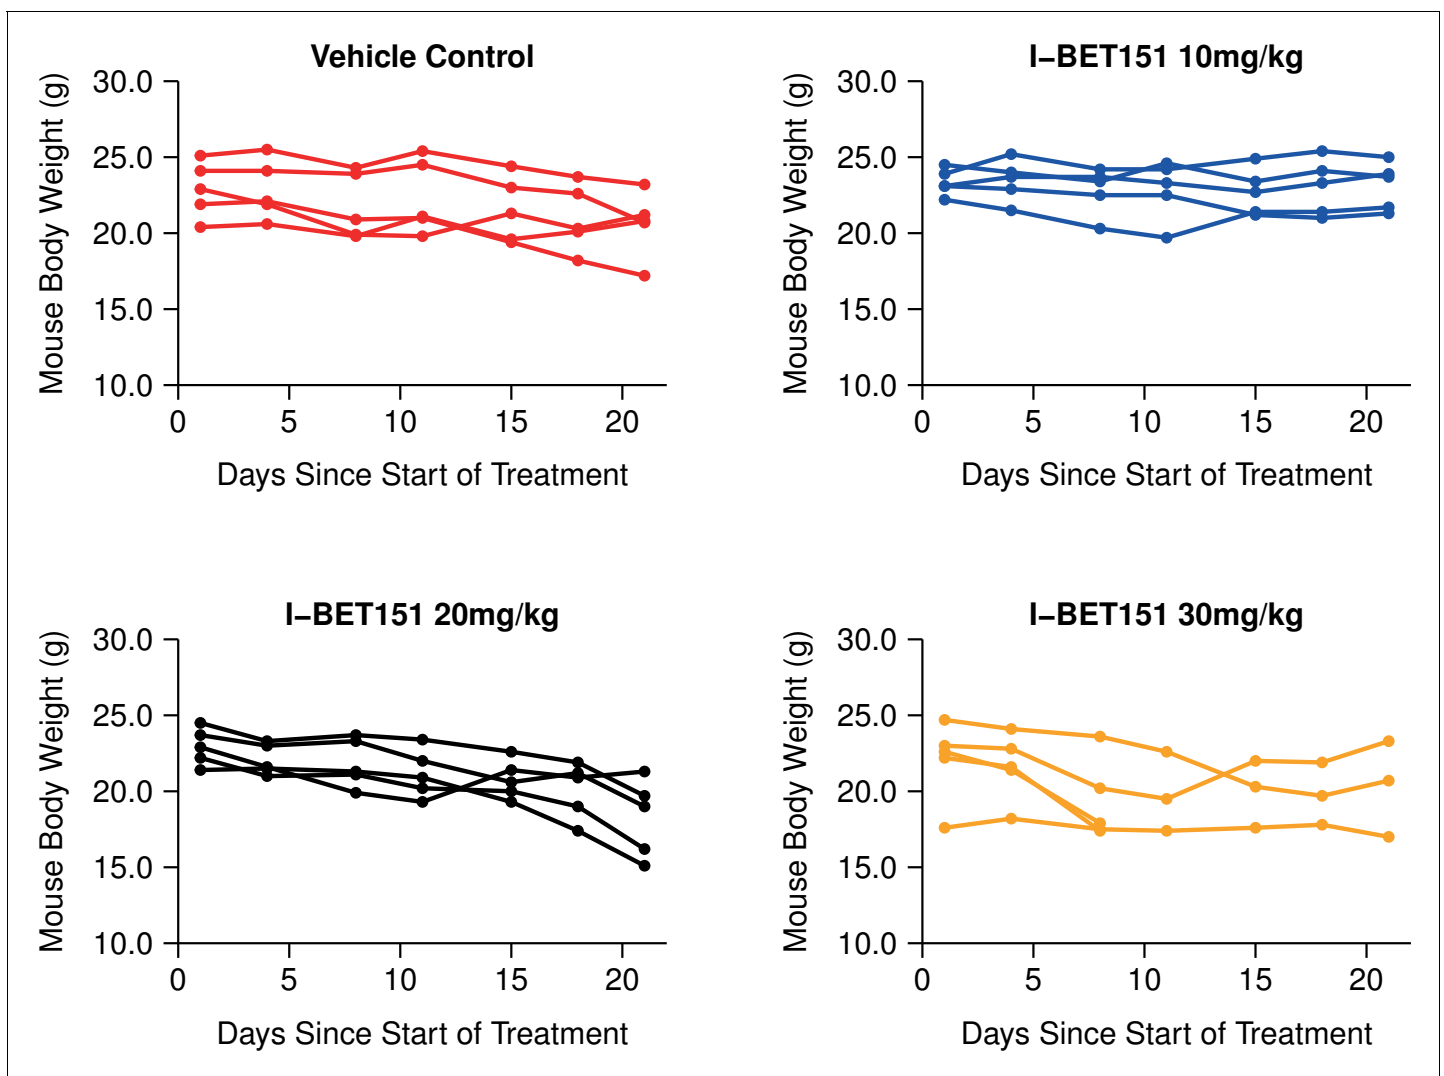 Vehicle Control
Mouse Body Weight (g)
30.0
25.0
20.0
15.0
10.0
0 5 10 15 20
Days Since Start of Treatment
I−BET151 10mg/kg
Mouse Body Weight (g)
30.0
25.0
20.0
15.0
10.0
0 5 10 15 20
Days Since Start of Treatment
I−BET151 20mg/kg
Mouse Body Weight (g)
30.0
25.0
20.0
15.0
10.0
0 5 10 15 20
Days Since Start of Treatment
I−BET151 30mg/kg
Mouse Body Weight (g)
30.0
25.0
20.0
15.0
10.0
0 5 10 15 20
Days Since Start of Treatment